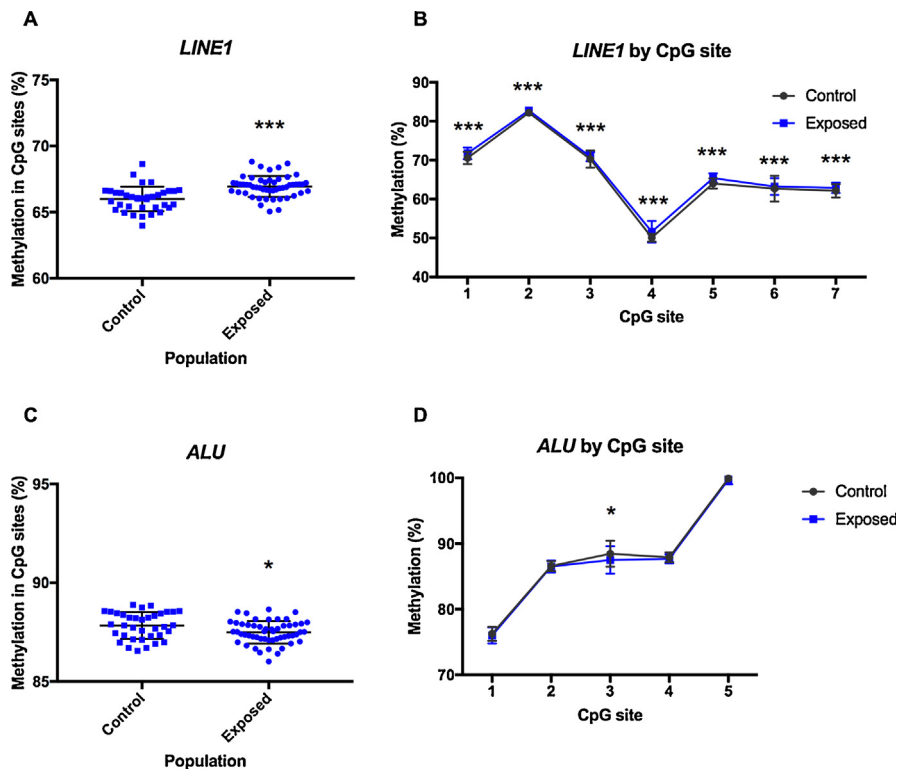 A
LINE1
Methylation in CpG sites (%)
75
70
65
60
***
Control
Exposed
Population
B
LINE1 by CpG site
Methylation (%)
90
80
70
60
50
40
*** *** *** *** *** *** ***
Control
Exposed
1 2 3 4 5 6 7
CpG site
C
ALU
Methylation in CpG sites (%)
95
90
85
*
Control
Exposed
Population
D
ALU by CpG site
Methylation (%)
100
90
80
70
*
Control
Exposed
1 2 3 4 5
CpG site